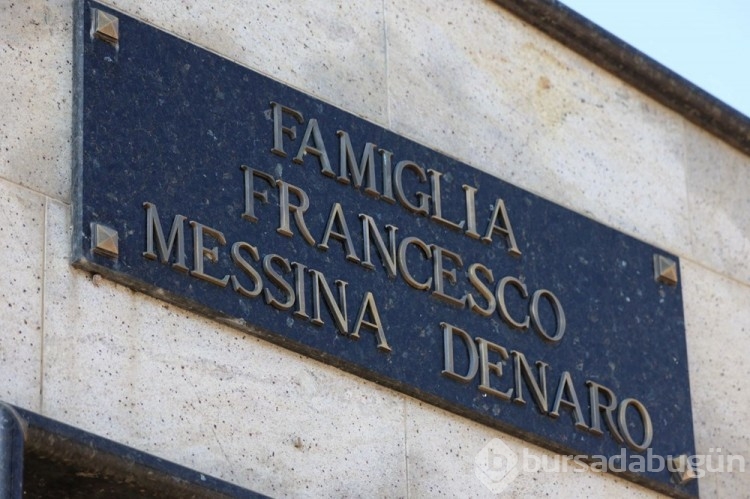 FAMIGLIA
FRANCESCO
MESSINA DENARO
bursadabugün